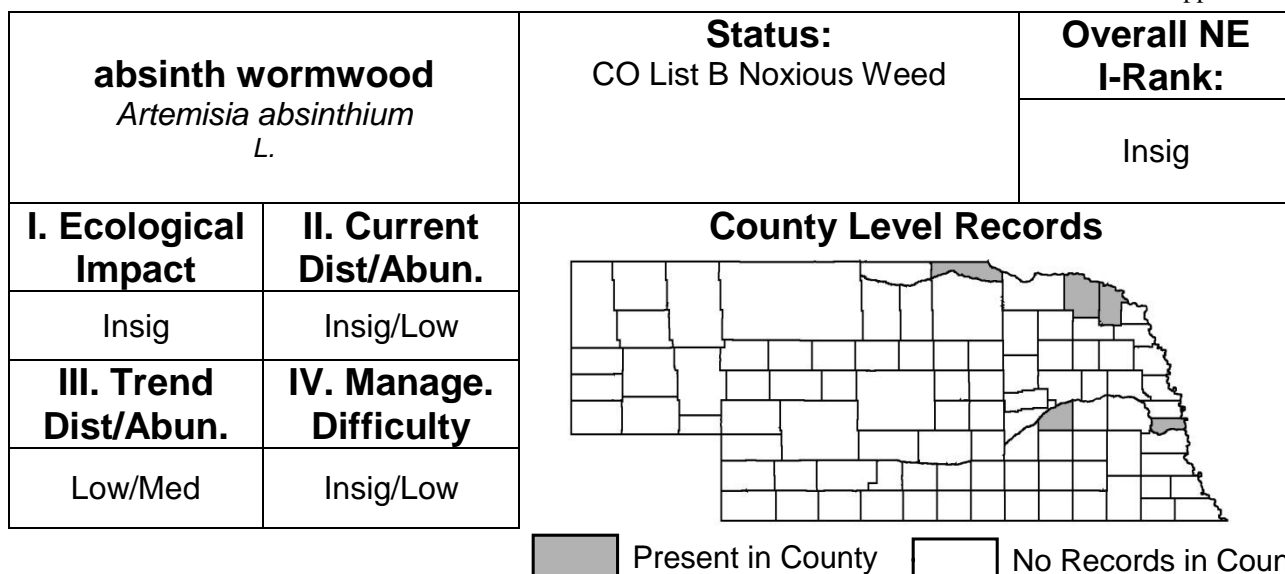 absinth wormwood
Artemisia absinthium
L.
Status:
CO List B Noxious Weed
Overall NE
I-Rank:
Insig
I. Ecological
Impact
II. Current
Dist/Abun.
Insig
Insig/Low
III. Trend
Dist/Abun.
IV. Manage.
Difficulty
Low/Med
Insig/Low
County Level Records
Present in County
No Records in Coun